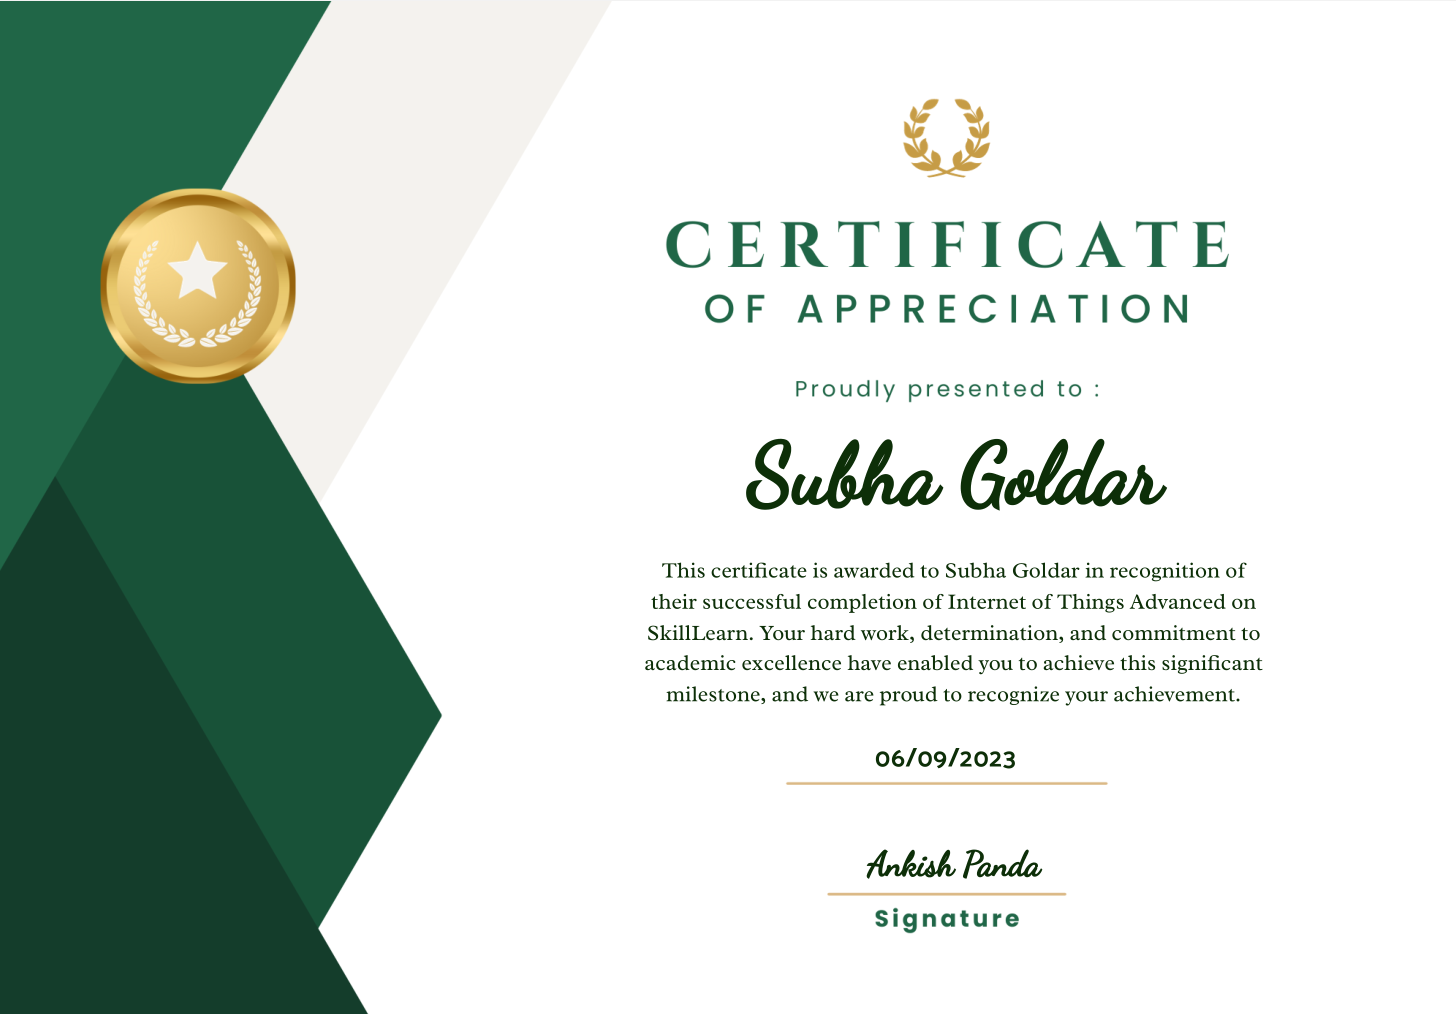 CERTIFICATE
OF APPRECIATION
Proudly presented to :
Subha Goldar
This certificate is awarded to Subha Goldar in recognition of
their successful completion of Internet of Things Advanced on
SkillLearn. Your hard work, determination, and commitment to
academic excellence have enabled you to achieve this significant
milestone, and we are proud to recognize your achievement.
06/09/2023
Ankish Panda
Signature